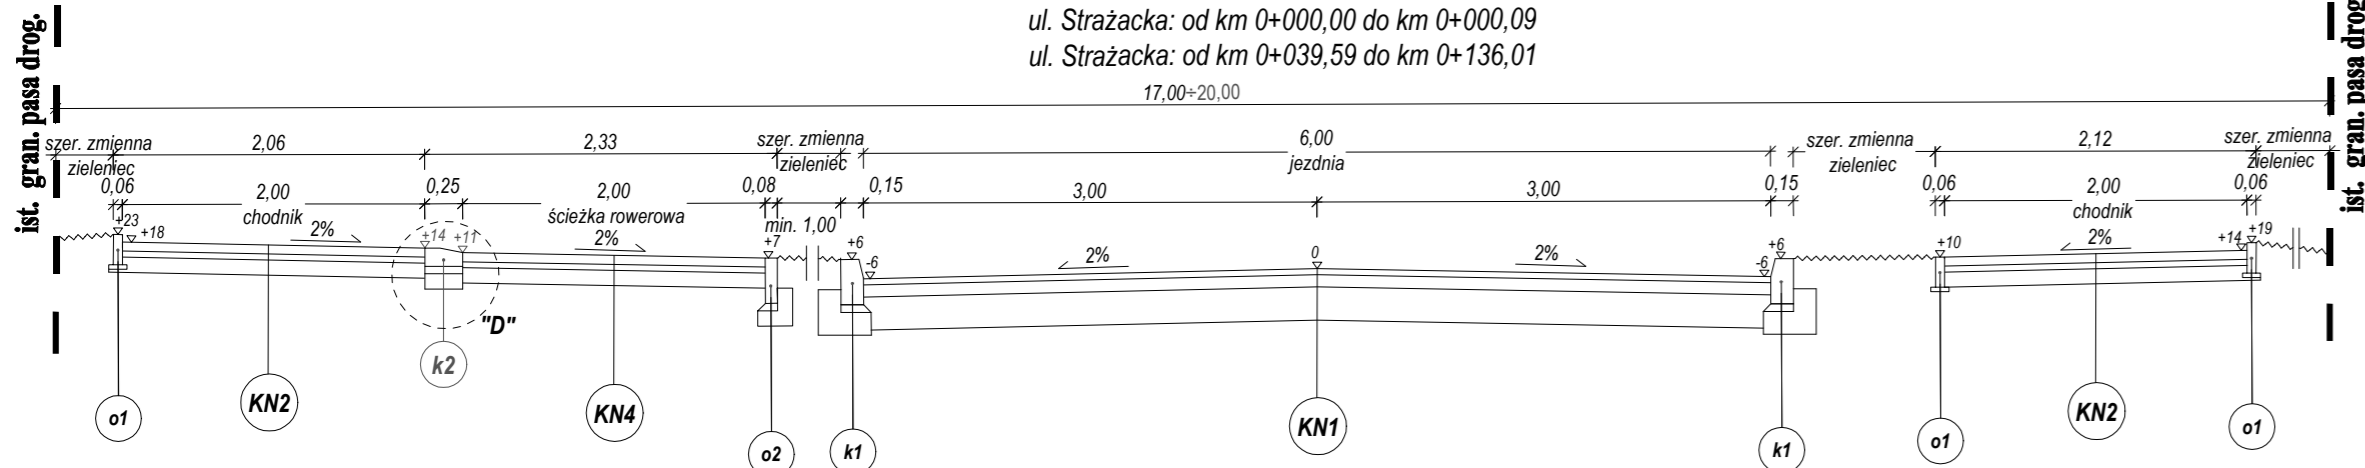 ul. Strażacka: od km 0+000,00 do km 0+000,09
ul. Strażacka: od km 0+039,59 do km 0+136,01
ist. gran. pasa drog.
ist. gran. pasa drog.
17,00÷20,00
szer. zmienna
zieleniec
2,06
2,33
szer. zmienna
zieleniec
6,00
jezdnia
szer. zmienna
zieleniec
2,12
szer. zmienna
zieleniec
0,06
2,00
chodnik
0,25
2,00
ścieżka rowerowa
0,08
min. 1,00
0,15
3,00
3,00
0,15
0,06
2,00
chodnik
0,06
+23
+18
2%
+14
+11
2%
+7
+6
-6
2%
0
2%
-6
+6
+10
2%
+14
+19
"D"
o1
KN2
k2
KN4
o2
k1
KN1
k1
o1
KN2
o1